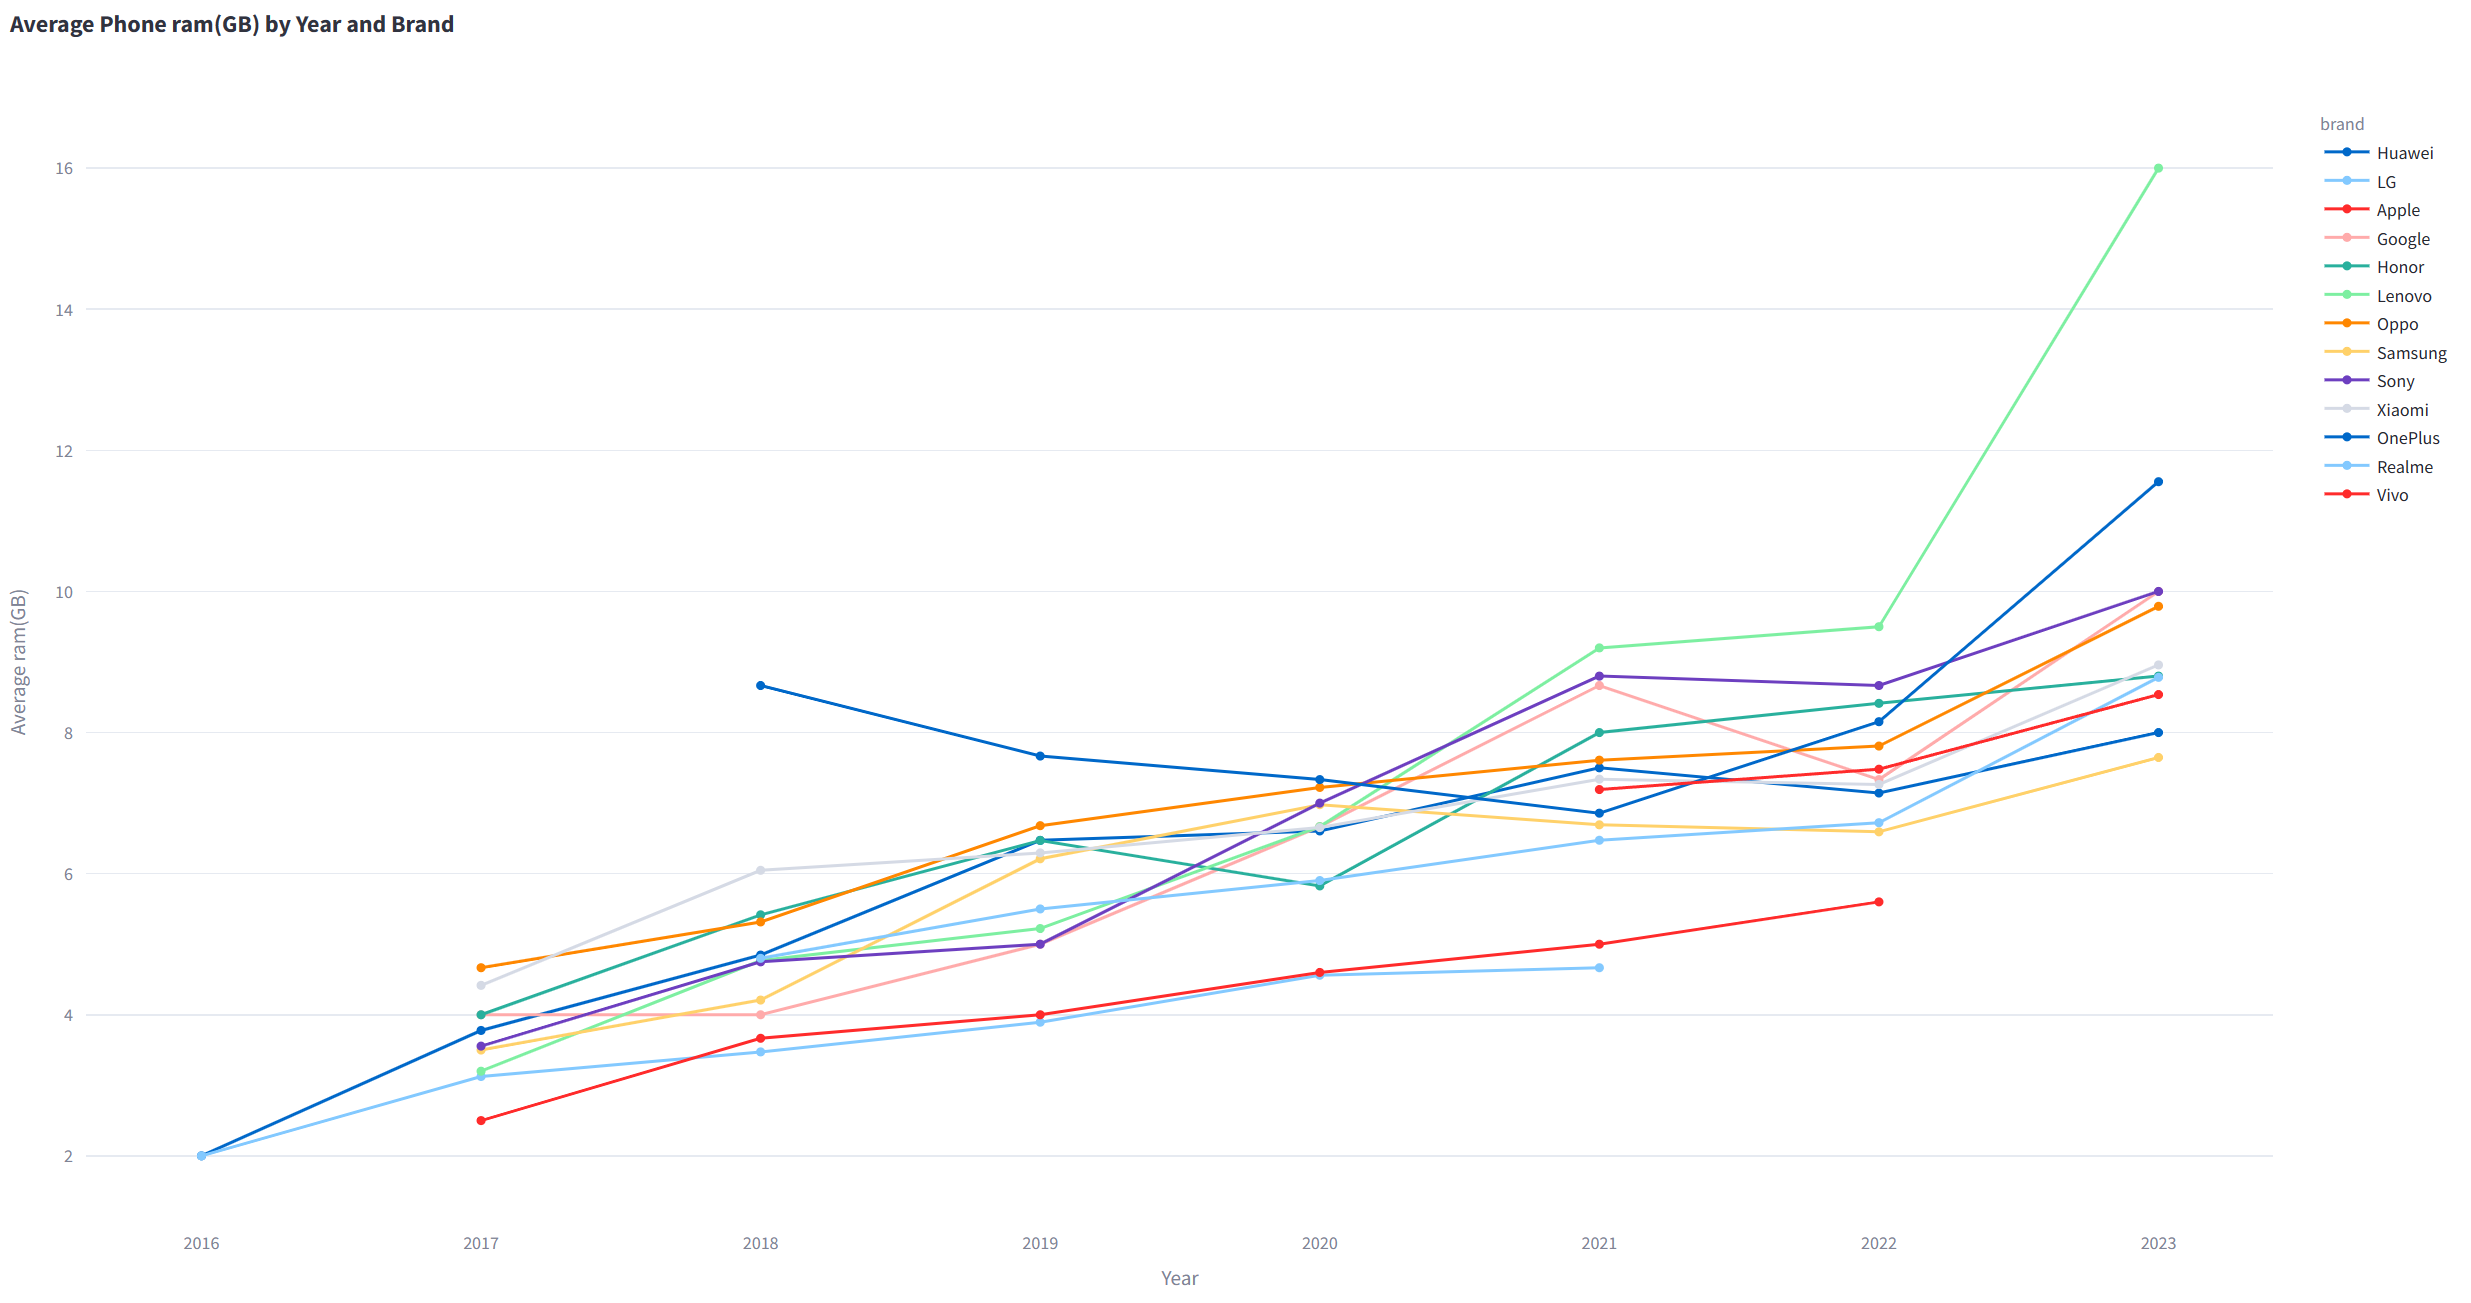 Average Phone ram(GB) by Year and Brand
brand
Huawei
LG
Apple
Google
Honor
Lenovo
Oppo
Samsung
Sony
Xiaomi
OnePlus
Realme
Vivo
Average ram(GB)
16
14
12
10
8
6
4
2
2016 2017 2018 2019 2020 2021 2022 2023
Year